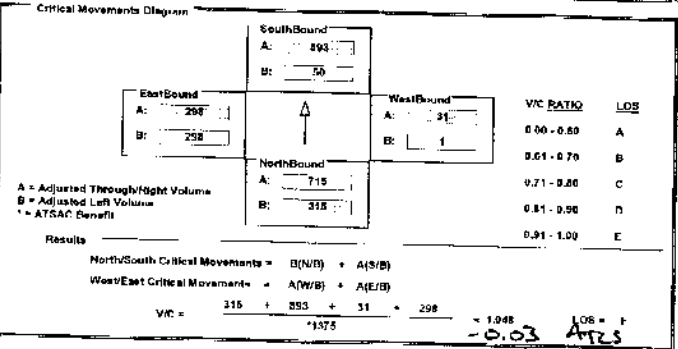 Critical Movements Diagram
SouthBound
A: 893
B: 50
EastBound
A: 298
B: 298
WestBound
A: 31
B: 1
NorthBound
A: 715
B: 315
A = Adjusted Through/Right Volume
B = Adjusted Left Volume
* = ATSAC Benefit
V/C RATIO LOS
0.00 - 0.60 A
0.61 - 0.70 B
0.71 - 0.80 C
0.81 - 0.90 D
0.91 - 1.00 E
Results
North/South Critical Movements = B(N/B) + A(S/B)
West/East Critical Movements = A(W/B) + A(E/B)
V/C = 315 + 893 + 31 + 298 = 1.048 LOS = F
*1375
-0.03 ATCS